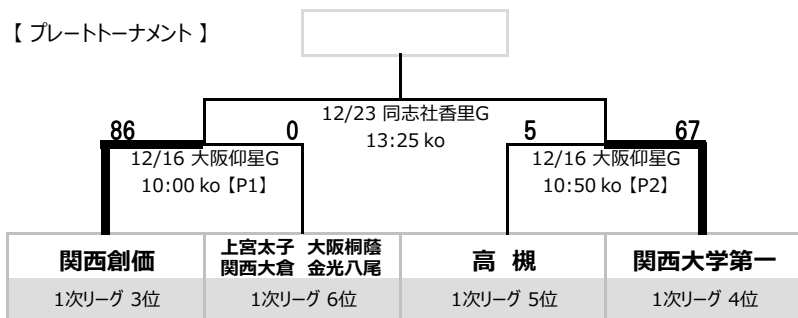 【 プレートトーナメント 】
12/23 同志社香里G
13:25 ko
86
0
5
67
12/16 大阪仰星G
10:00 ko 【P1】
12/16 大阪仰星G
10:50 ko 【P2】
関西創価
上宮太子 大阪桐蔭
関西大倉 金光八尾
高 槻
関西大学第一
1次リーグ 3位
1次リーグ 6位
1次リーグ 5位
1次リーグ 4位